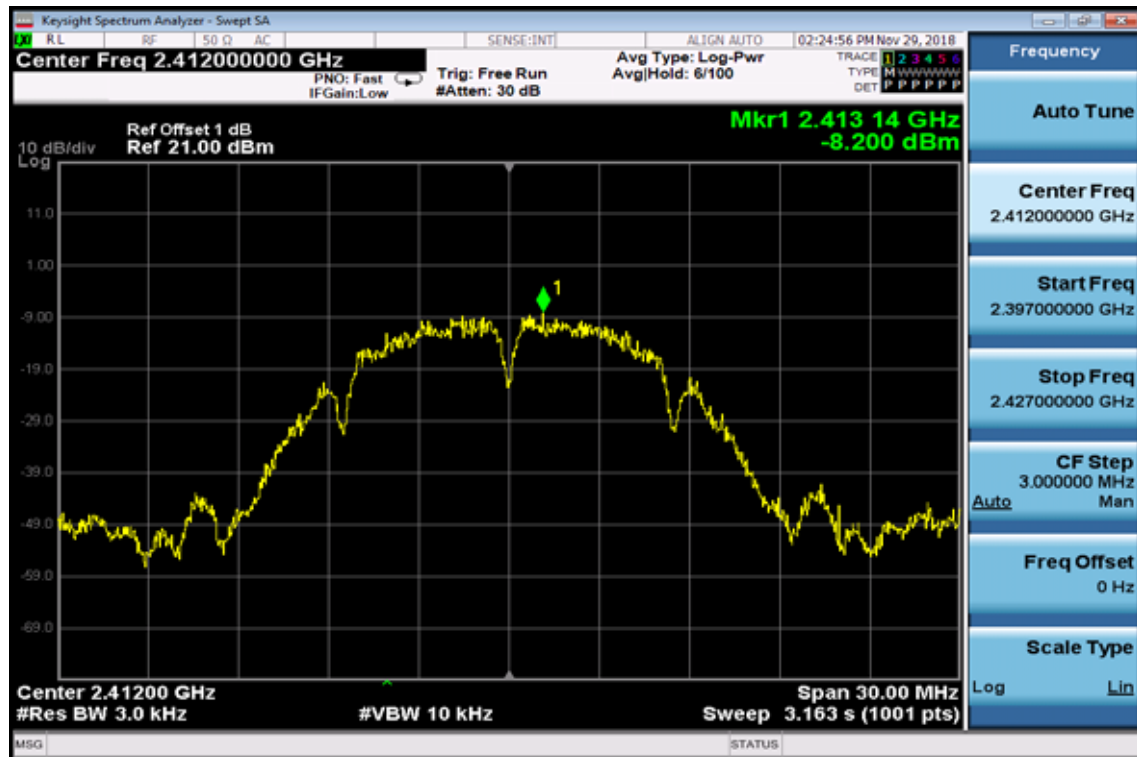 Keysight Spectrum Analyzer - Swept SA
LXI RL RF 50 Ω AC SENSE:INT ALIGN AUTO 02:24:56 PM Nov 29, 2018
Center Freq 2.412000000 GHz
PNO: Fast
IFGain:Low
Trig: Free Run
#Atten: 30 dB
Avg Type: Log-Pwr
Avg|Hold: 6/100
TRACE 1 2 3 4 5 6
TYPE M WWWWW
DET P P P P P P
Mkr1 2.413 14 GHz
-8.200 dBm
Ref Offset 1 dB
10 dB/div Ref 21.00 dBm
Log
11.0
1.00
-9.00
-19.0
-29.0
-39.0
-49.0
-59.0
-69.0
1
Center 2.41200 GHz Span 30.00 MHz
#Res BW 3.0 kHz #VBW 10 kHz Sweep 3.163 s (1001 pts)
MSG STATUS
Frequency
Auto Tune
Center Freq
2.412000000 GHz
Start Freq
2.397000000 GHz
Stop Freq
2.427000000 GHz
CF Step
3.000000 MHz
Auto Man
Freq Offset
0 Hz
Scale Type
Log Lin